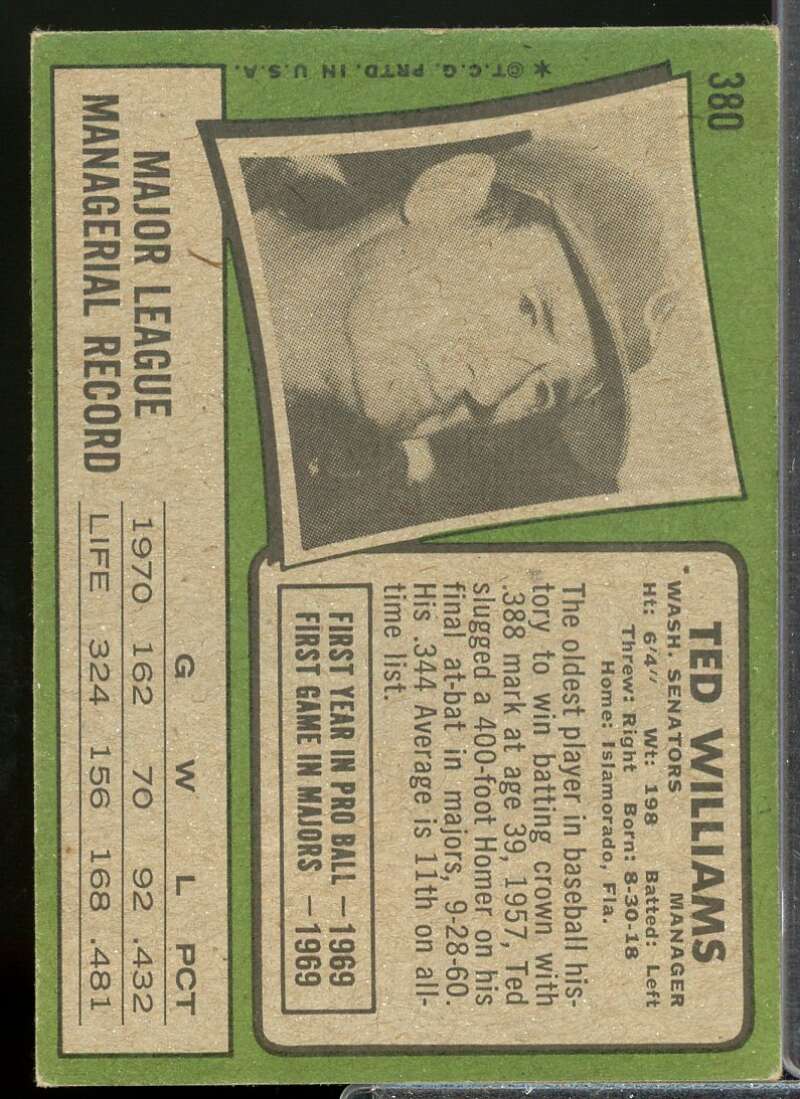 380
✶ ©T.C.G. PRTD. IN U.S.A.
TED WILLIAMS
WASH. SENATORS MANAGER
Ht: 6'4" Wt: 198 Batted: Left
Threw: Right Born: 8-30-18
Home: Islamorado, Fla.
The oldest player in baseball his-
tory to win batting crown with
.388 mark at age 39, 1957, Ted
slugged a 400-foot Homer on his
final at-bat in majors, 9-28-60.
His .344 Average is 11th on all-
time list.
FIRST YEAR IN PRO BALL —1969
FIRST GAME IN MAJORS —1969
MAJOR LEAGUE
MANAGERIAL RECORD
G W L PCT
1970 162 70 92 .432
LIFE 324 156 168 .481